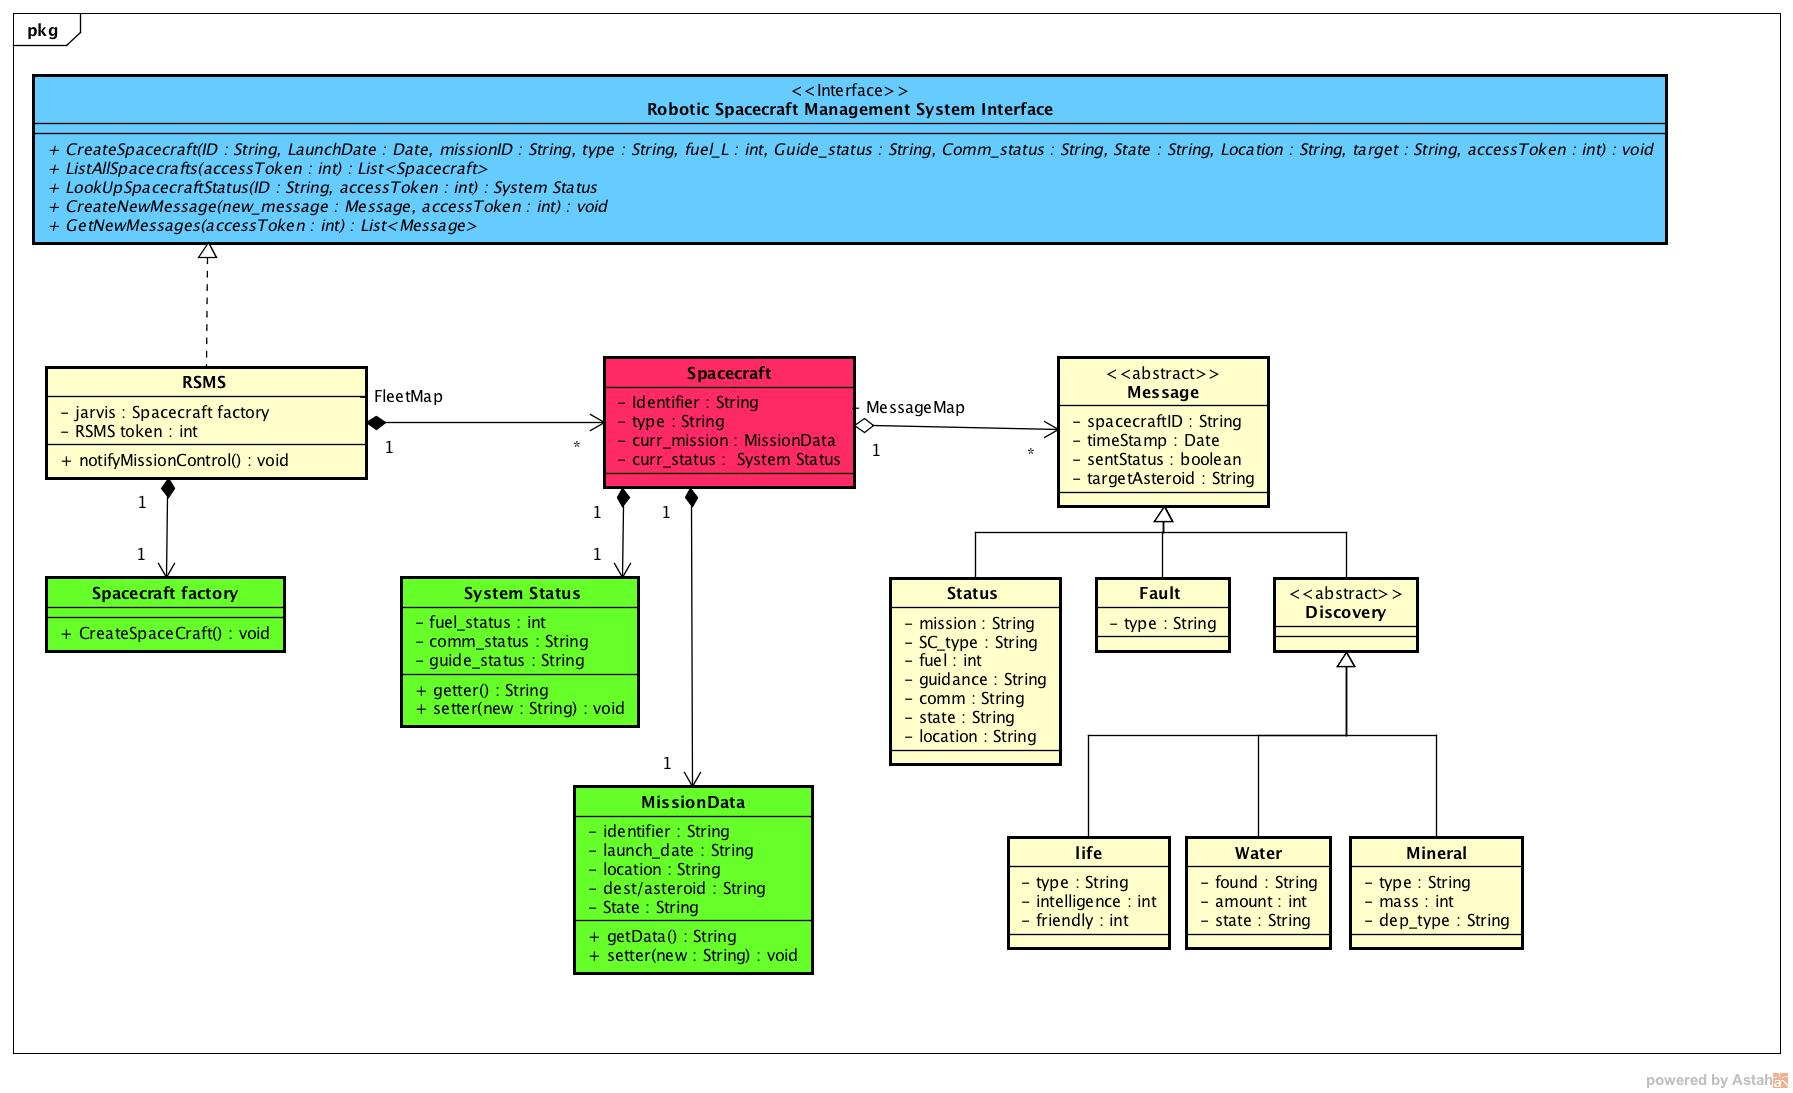 pkg
<<Interface>>
Robotic Spacecraft Management System Interface
+ CreateSpacecraft(ID : String, LaunchDate : Date, missionID : String, type : String, fuel_L : int, Guide_status : String, Comm_status : String, State : String, Location : String, target : String, accessToken : int) : void
+ ListAllSpacecrafts(accessToken : int) : List<Spacecraft>
+ LookUpSpacecraftStatus(ID : String, accessToken : int) : System Status
+ CreateNewMessage(new_message : Message, accessToken : int) : void
+ GetNewMessages(accessToken : int) : List<Message>
RSMS
- jarvis : Spacecraft factory
- RSMS token : int
+ notifyMissionControl() : void
- FleetMap
1
*
Spacecraft
- Identifier : String
- type : String
- curr_mission : MissionData
- curr_status :  System Status
- MessageMap
1
*
<<abstract>>
Message
- spacecraftID : String
- timeStamp : Date
- sentStatus : boolean
- targetAsteroid : String
1
1
Spacecraft factory
+ CreateSpaceCraft() : void
1
1
System Status
- fuel_status : int
- comm_status : String
- guide_status : String
+ getter() : String
+ setter(new : String) : void
1
1
MissionData
- identifier : String
- launch_date : String
- location : String
- dest/asteroid : String
- State : String
+ getData() : String
+ setter(new : String) : void
Status
- mission : String
- SC_type : String
- fuel : int
- guidance : String
- comm : String
- state : String
- location : String
Fault
- type : String
<<abstract>>
Discovery
life
- type : String
- intelligence : int
- friendly : int
Water
- found : String
- amount : int
- state : String
Mineral
- type : String
- mass : int
- dep_type : String
powered by Astah